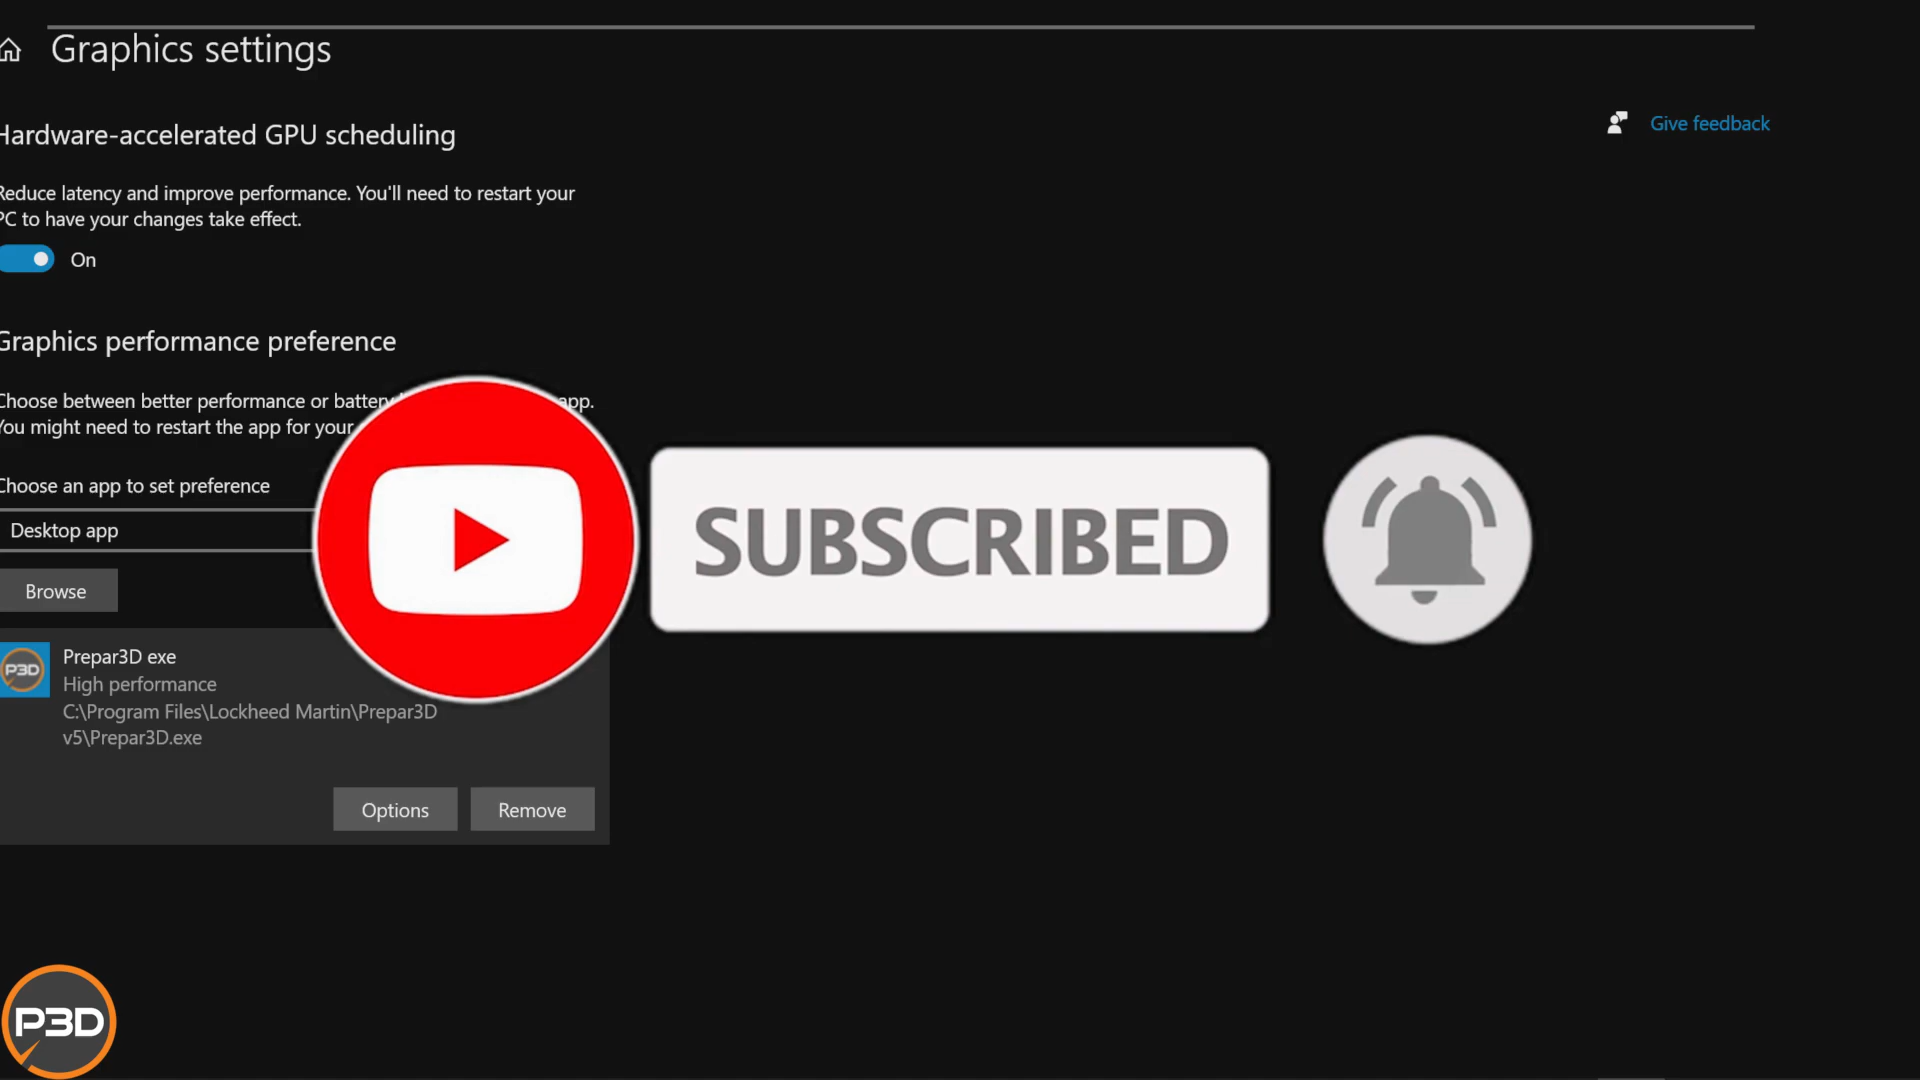 Graphics settings
Give feedback
Hardware-accelerated GPU scheduling
Reduce latency and improve performance. You'll need to restart your
PC to have your changes take effect.
On
Graphics performance preference
Choose between better performance or battery app.
You might need to restart the app for your
Choose an app to set preference
Desktop app
SUBSCRIBED
Browse
P3D
Prepar3D exe
High performance
C:\Program Files\Lockheed Martin\Prepar3D
v5\Prepar3D.exe
Options
Remove
P3D